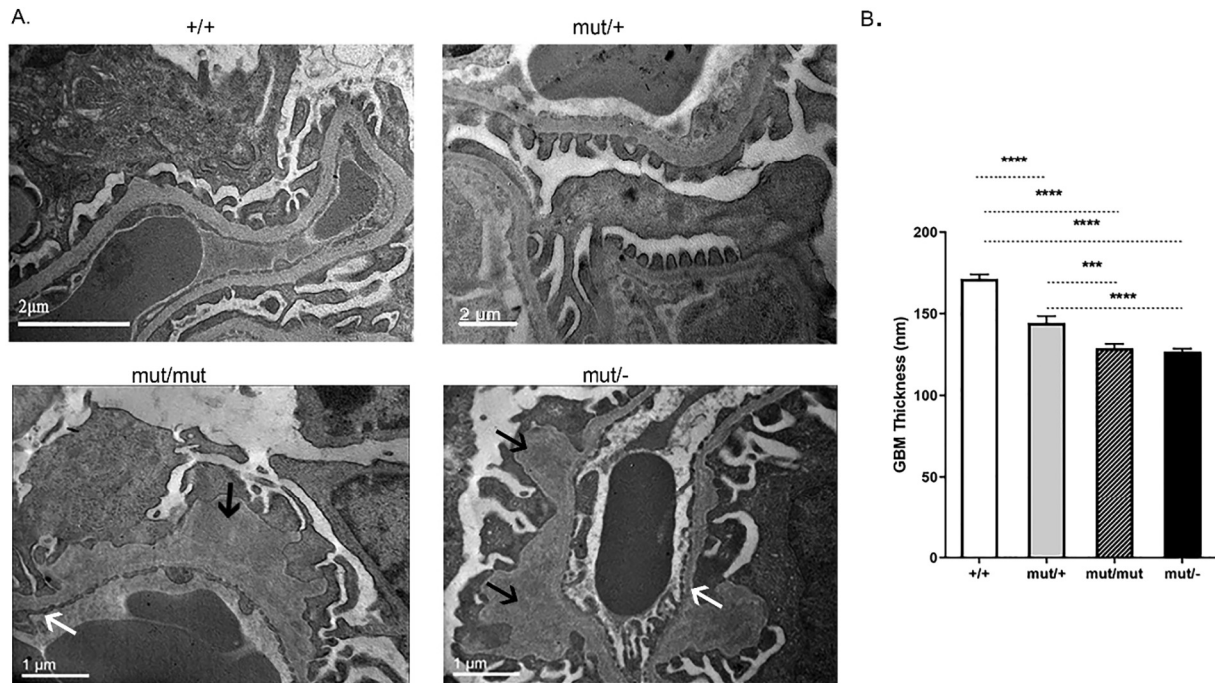 A.
+/+
mut/+
2μm
2 μm
mut/mut
mut/-
1 μm
1 μm
B.
****
****
****
***
****
200
150
100
50
0
GBM Thickness (nm)
+/+ mut/+ mut/mut mut/-